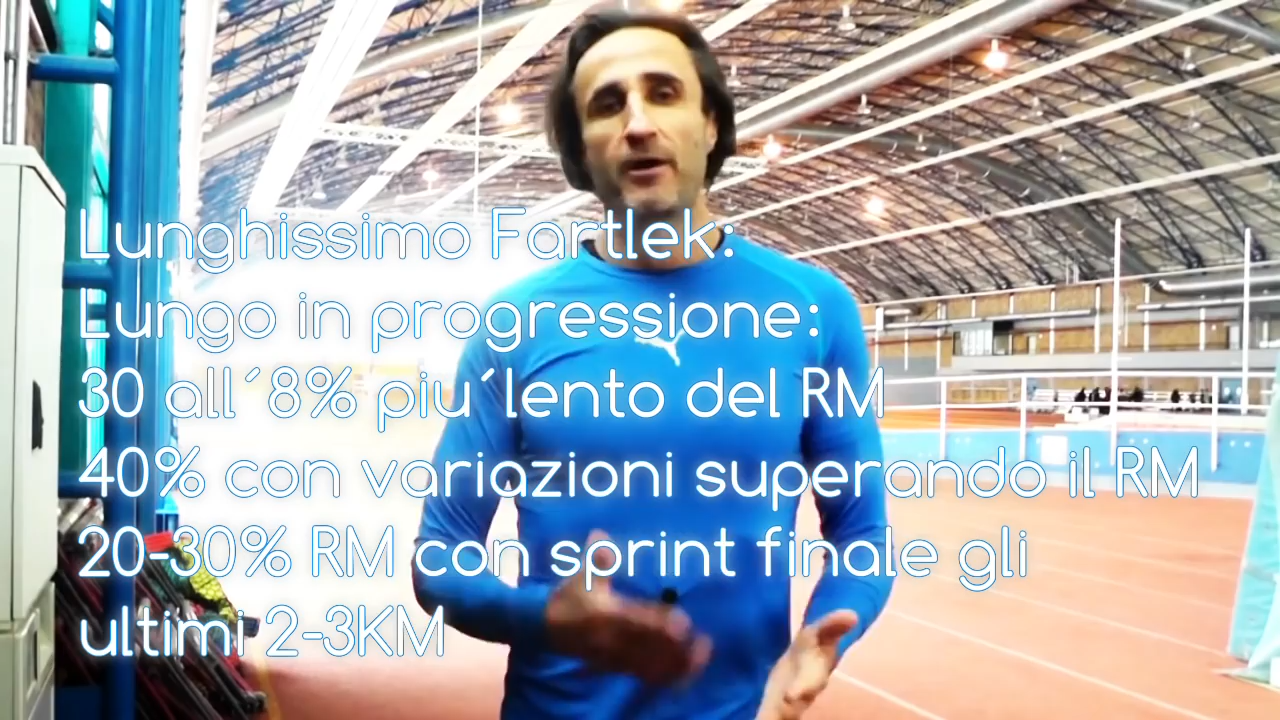 Lunghissimo Fartlek:
Lungo in progressione:
30 all´8% piu´lento del RM
40% con variazioni superando il RM
20-30% RM con sprint finale gli
ultimi 2-3KM